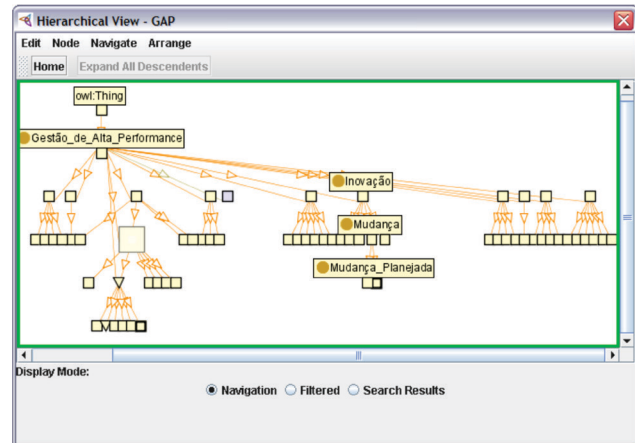 Hierarchical View - GAP
Edit Node Navigate Arrange
Home Expand All Descendents
owl:Thing
Gestão_de_Alta_Performance
Inovação
Mudança
Mudança_Planejada
Display Mode:
Navigation Filtered Search Results